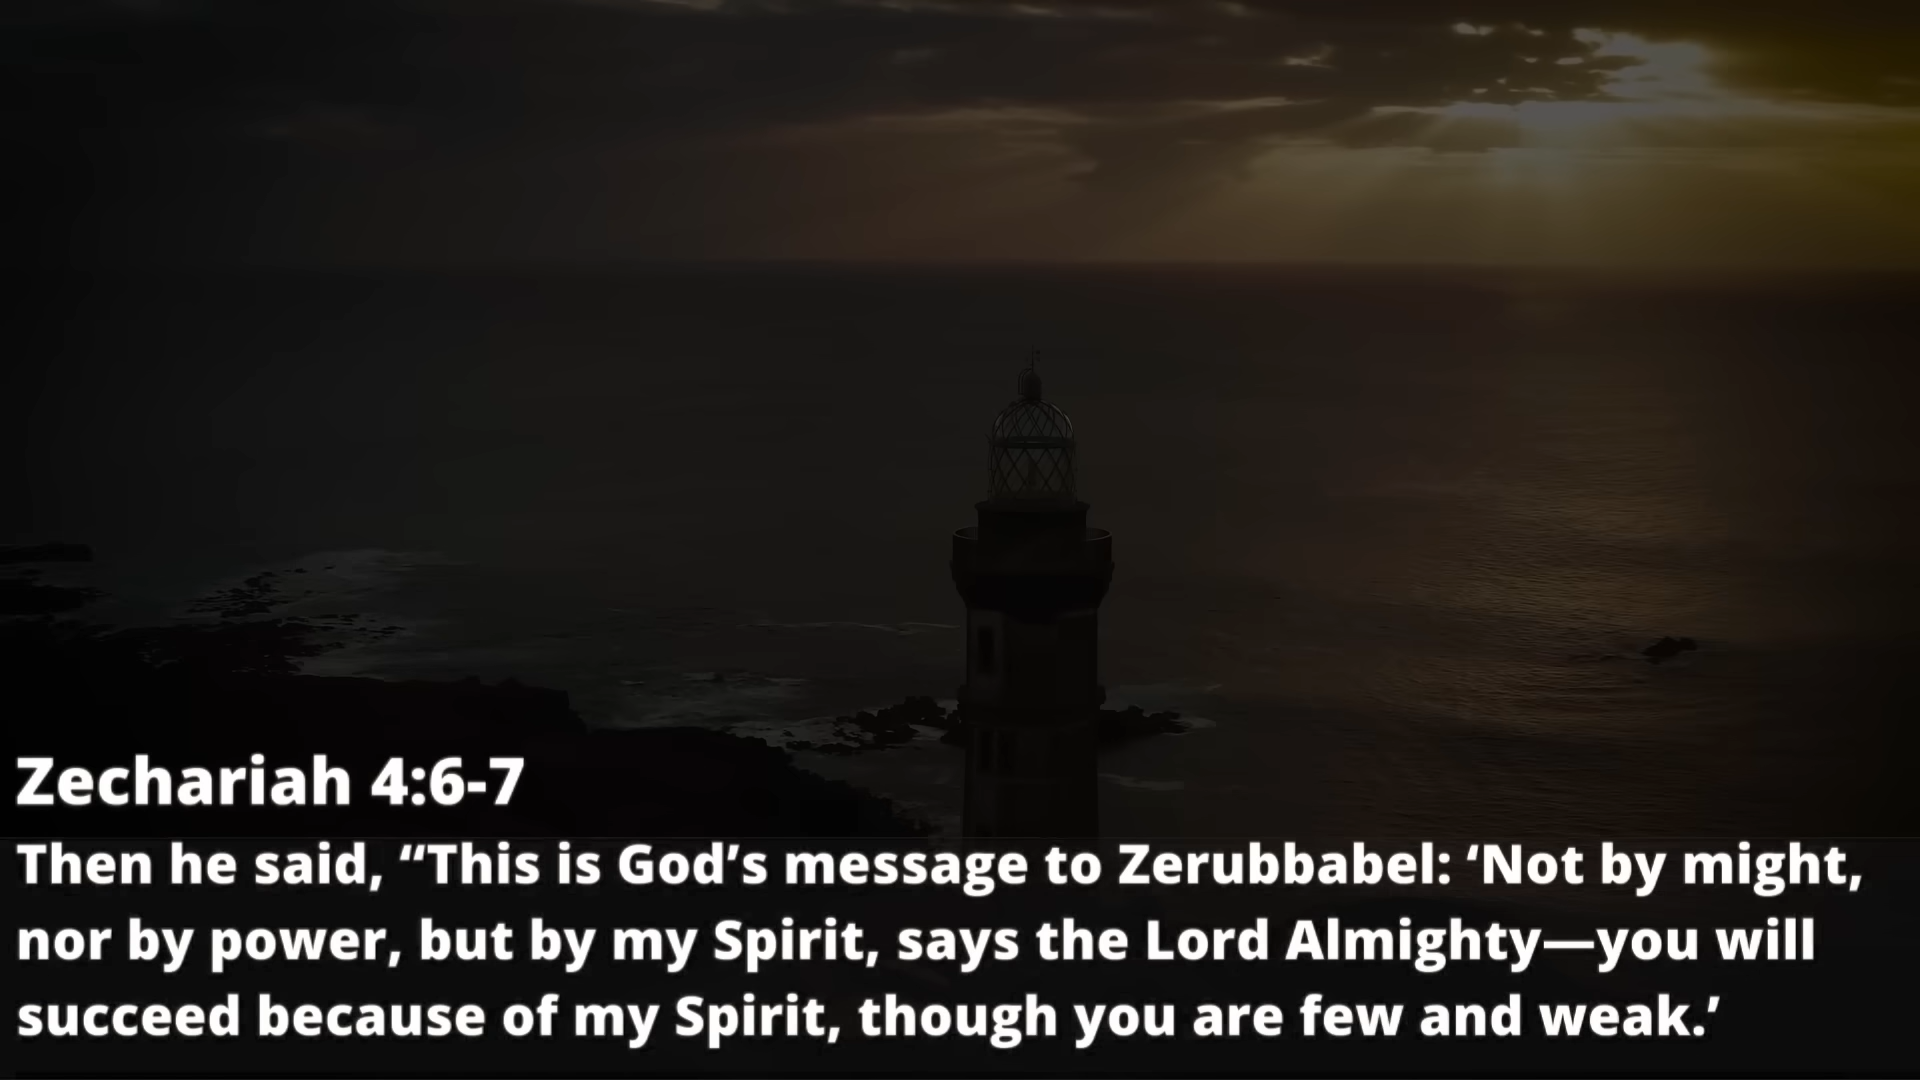 Zechariah 4:6-7
Then he said, “This is God’s message to Zerubbabel: ‘Not by might,
nor by power, but by my Spirit, says the Lord Almighty—you will
succeed because of my Spirit, though you are few and weak.’